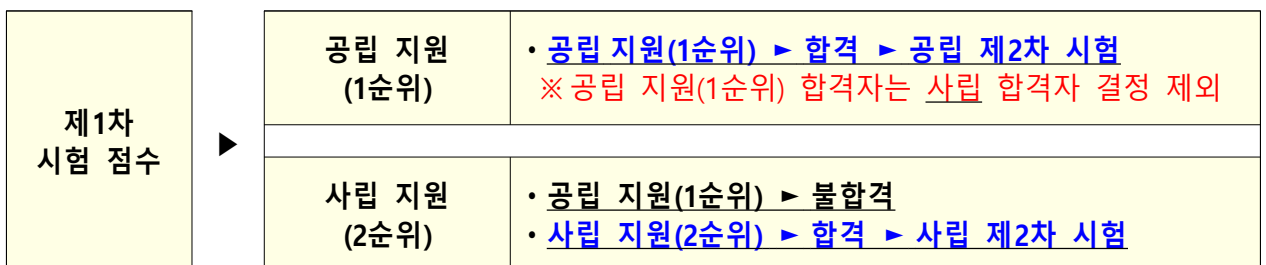 제1차
시험 점수
▶
공립 지원
(1순위)
• 공립 지원(1순위) ► 합격 ► 공립 제2차 시험
※ 공립 지원(1순위) 합격자는 사립 합격자 결정 제외
사립 지원
(2순위)
• 공립 지원(1순위) ► 불합격
• 사립 지원(2순위) ► 합격 ► 사립 제2차 시험